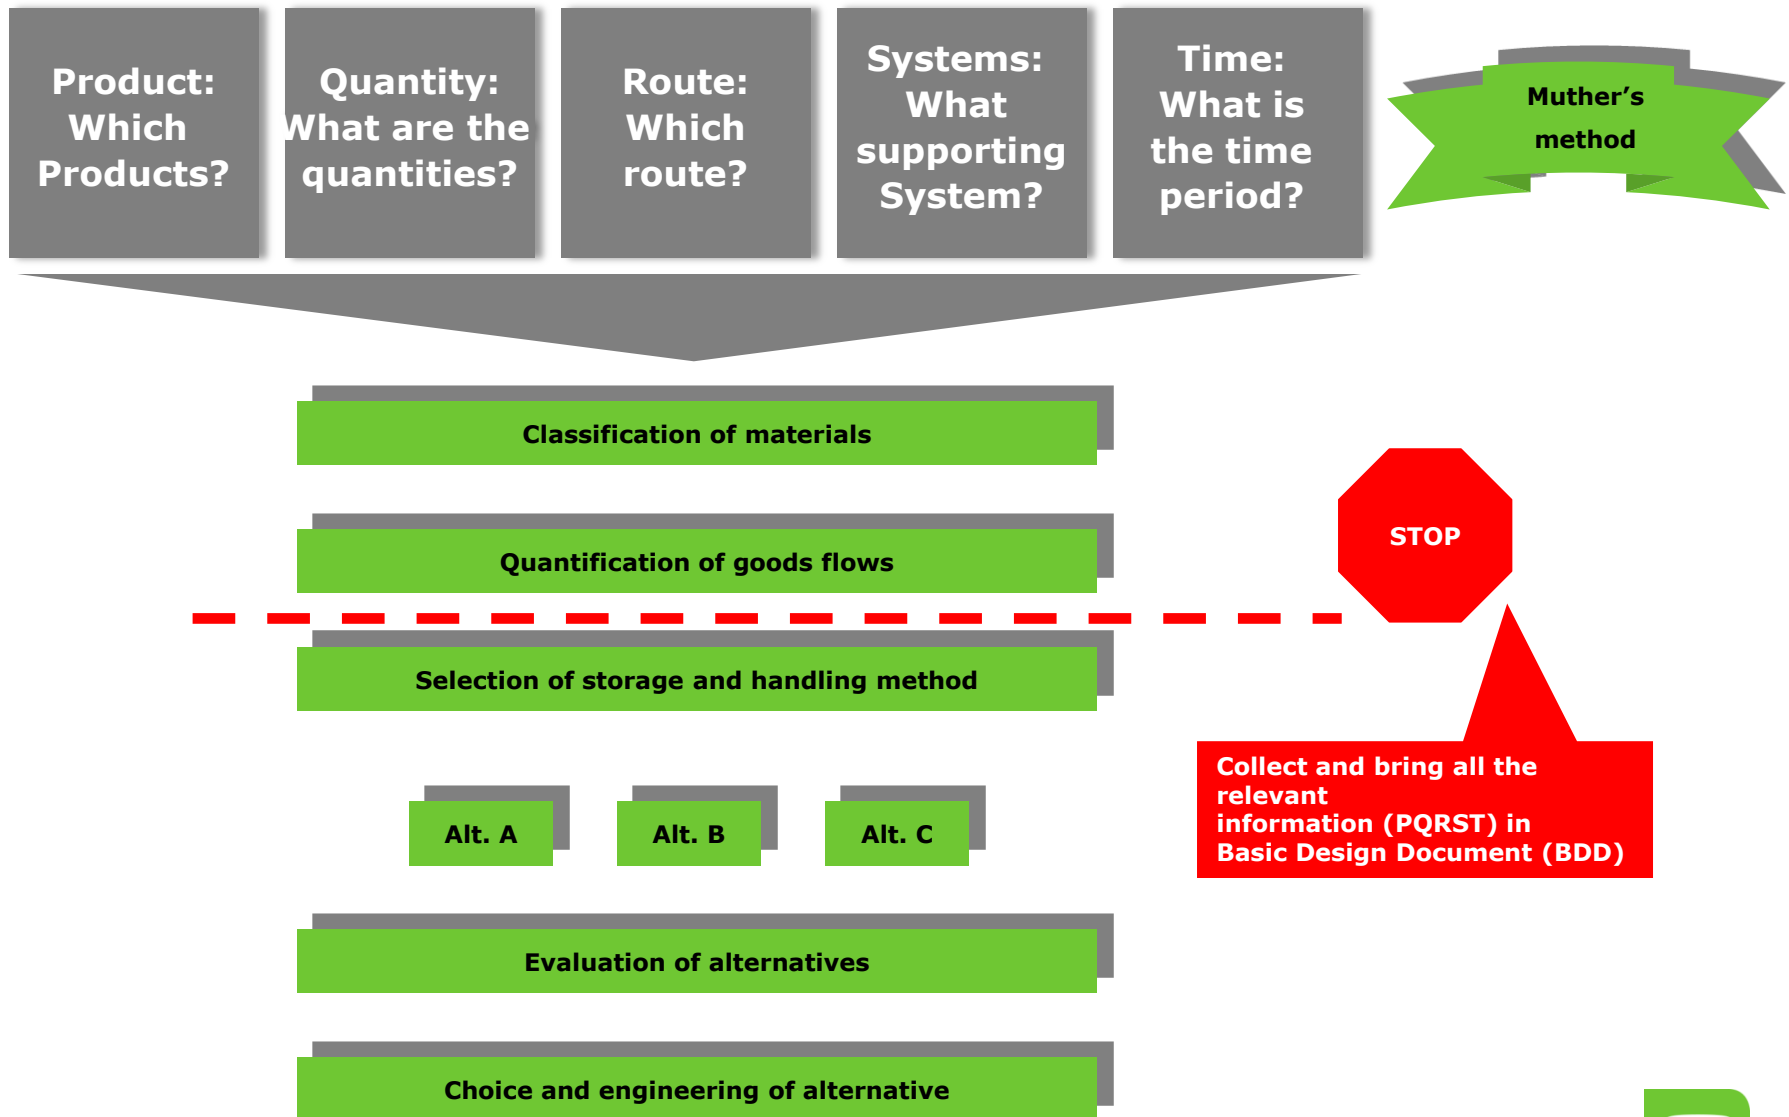 Product:
Which
Products?
Quantity:
What are the
quantities?
Route:
Which
route?
Systems:
What
supporting
System?
Time:
What is
the time
period?
Muther’s
method
Classification of materials
Quantification of goods flows
STOP
Selection of storage and handling method
Collect and bring all the
relevant
information (PQRST) in
Basic Design Document (BDD)
Alt. A
Alt. B
Alt. C
Evaluation of alternatives
Choice and engineering of alternative